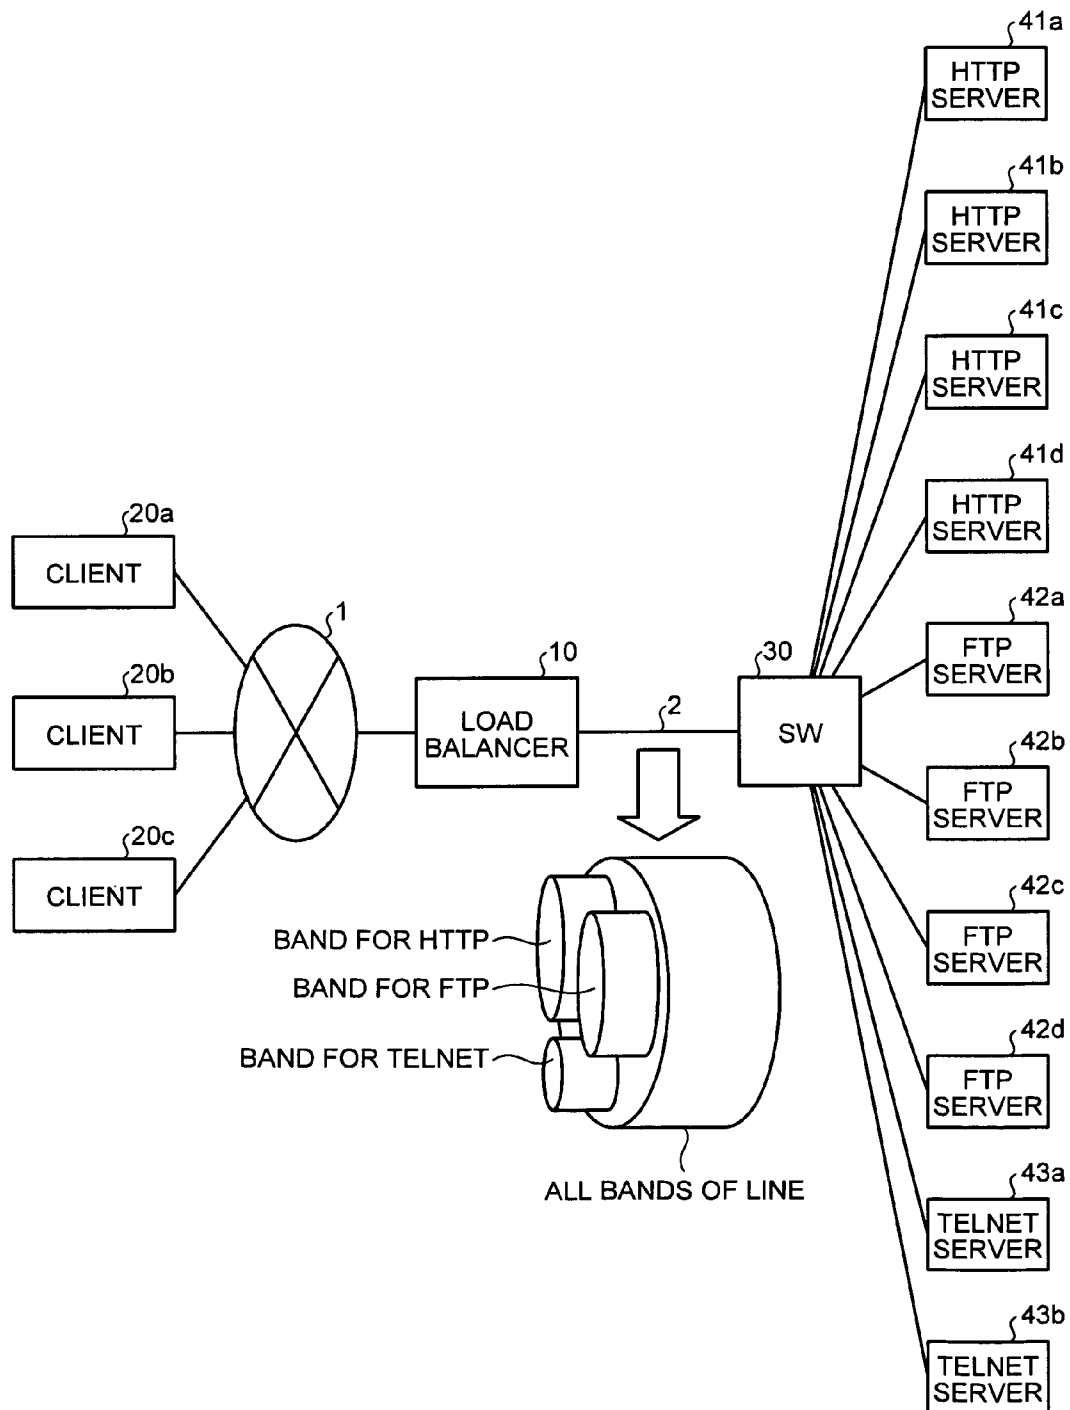 41a
HTTP
SERVER
41b
HTTP
SERVER
41c
HTTP
SERVER
41d
HTTP
SERVER
20a
CLIENT
42a
FTP
SERVER
1
10
30
20b
CLIENT
LOAD
BALANCER
2
SW
42b
FTP
SERVER
20c
CLIENT
42c
FTP
SERVER
BAND FOR HTTP
BAND FOR FTP
BAND FOR TELNET
42d
FTP
SERVER
ALL BANDS OF LINE
43a
TELNET
SERVER
43b
TELNET
SERVER